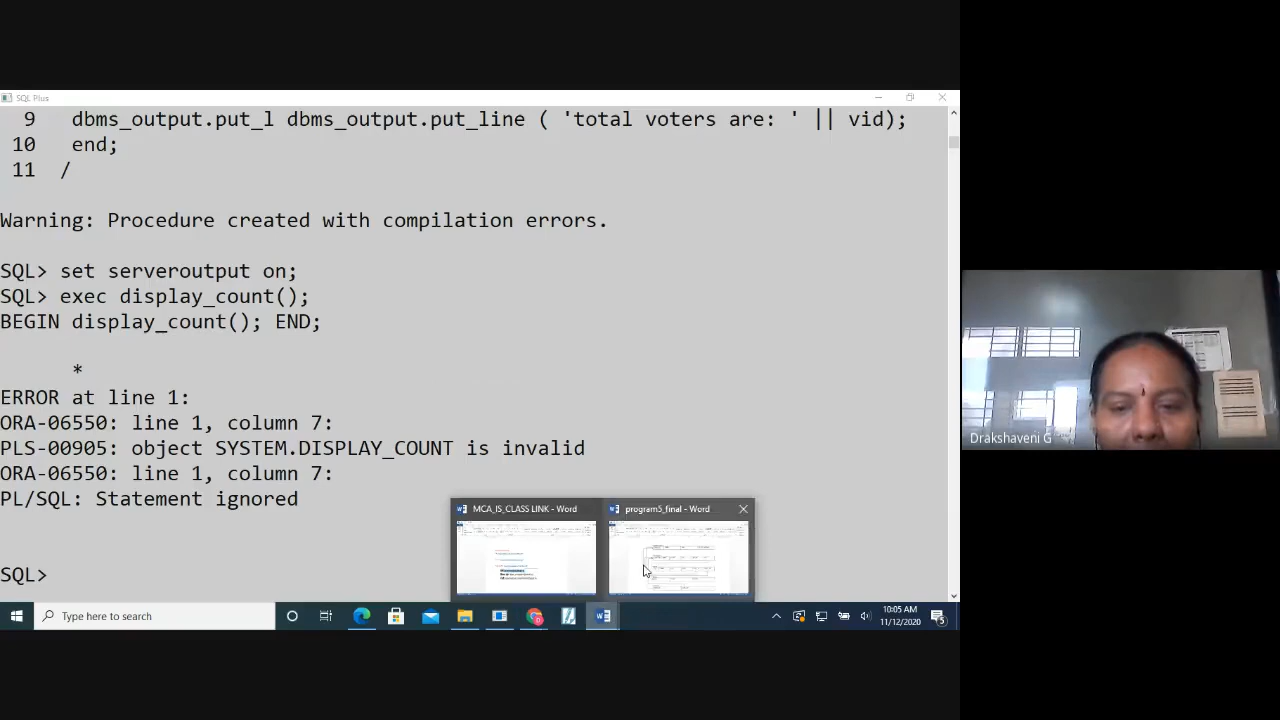 SQL Plus
9 dbms_output.put_l dbms_output.put_line ( 'total voters are: ' || vid);
10 end;
11 /
Warning: Procedure created with compilation errors.
SQL> set serveroutput on;
SQL> exec display_count();
BEGIN display_count(); END;
*
ERROR at line 1:
ORA-06550: line 1, column 7:
PLS-00905: object SYSTEM.DISPLAY_COUNT is invalid
ORA-06550: line 1, column 7:
PL/SQL: Statement ignored
SQL>
MCA_IS_CLASS LINK - Word
program5_final - Word
Type here to search
10:05 AM
11/12/2020
5
Drakshaveni G